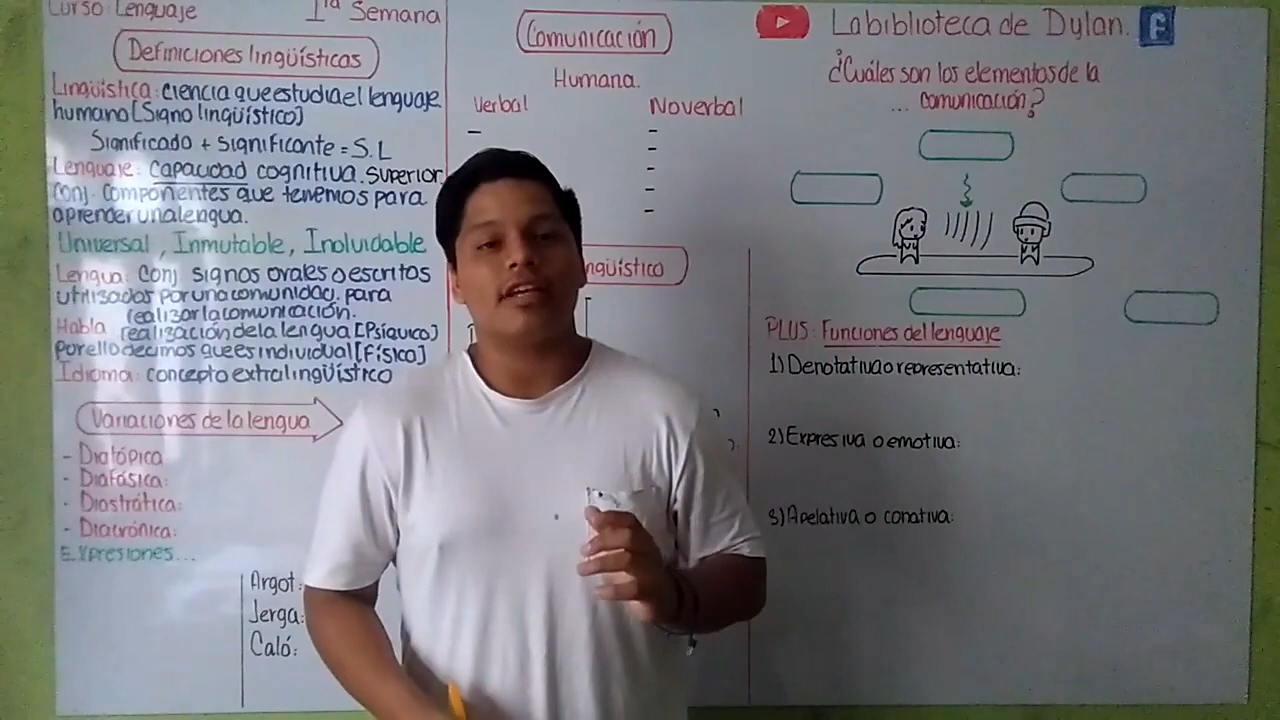 Curso: Lenguaje 1ra Semana
Definiciones lingüísticas
Lingüística: ciencia que estudia el lenguaje
humano [Signo lingüístico]
Significado + significante = S.L
Lenguaje: capacidad cognitiva superior
conj. componentes que tenemos para
aprender una lengua.
Universal, Inmutable, Inolvidable
Lengua: conj signos orales o escritos
utilizados por una comunidad para
realizar la comunicación.
Habla realización de la lengua [Psíquico]
por ello decimos que es individual [Físico]
Idioma: concepto extralingüístico
Variaciones de la lengua
- Diatópica
- Diafásica:
- Diastrática:
- Diacrónica:
Expresiones...
Argot:
Jerga:
Caló:
Comunicación
Humana.
Verbal No verbal
-
-
-
-
-
-
ngüístico
La biblioteca de Dylan. F
¿Cuáles son los elementos de la
... comunicación?
PLUS: Funciones del lenguaje
1) Denotativa o representativa:
2) Expresiva o emotiva:
3) Apelativa o conativa: